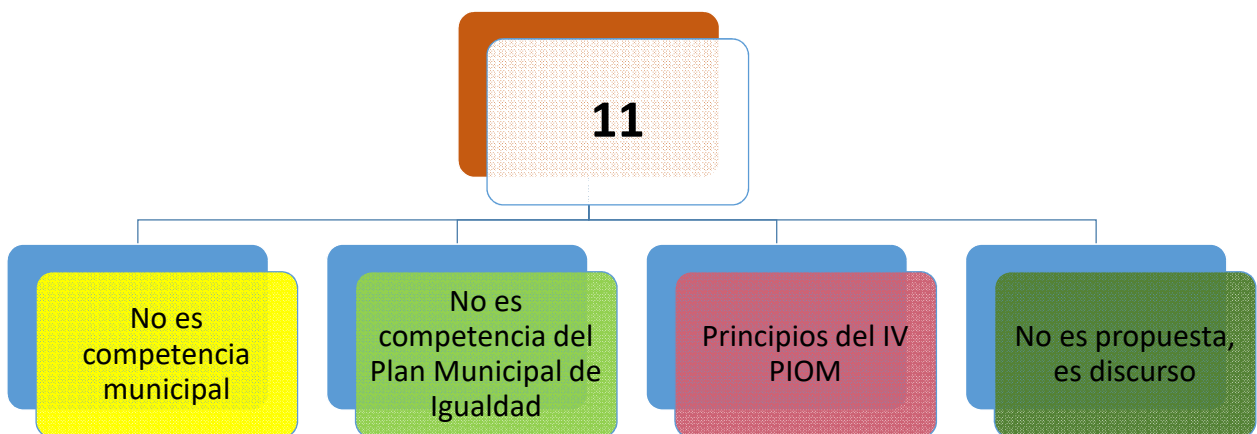 11
No es
competencia
municipal
No es
competencia del
Plan Municipal de
Igualdad
Principios del IV
PIOM
No es propuesta,
es discurso